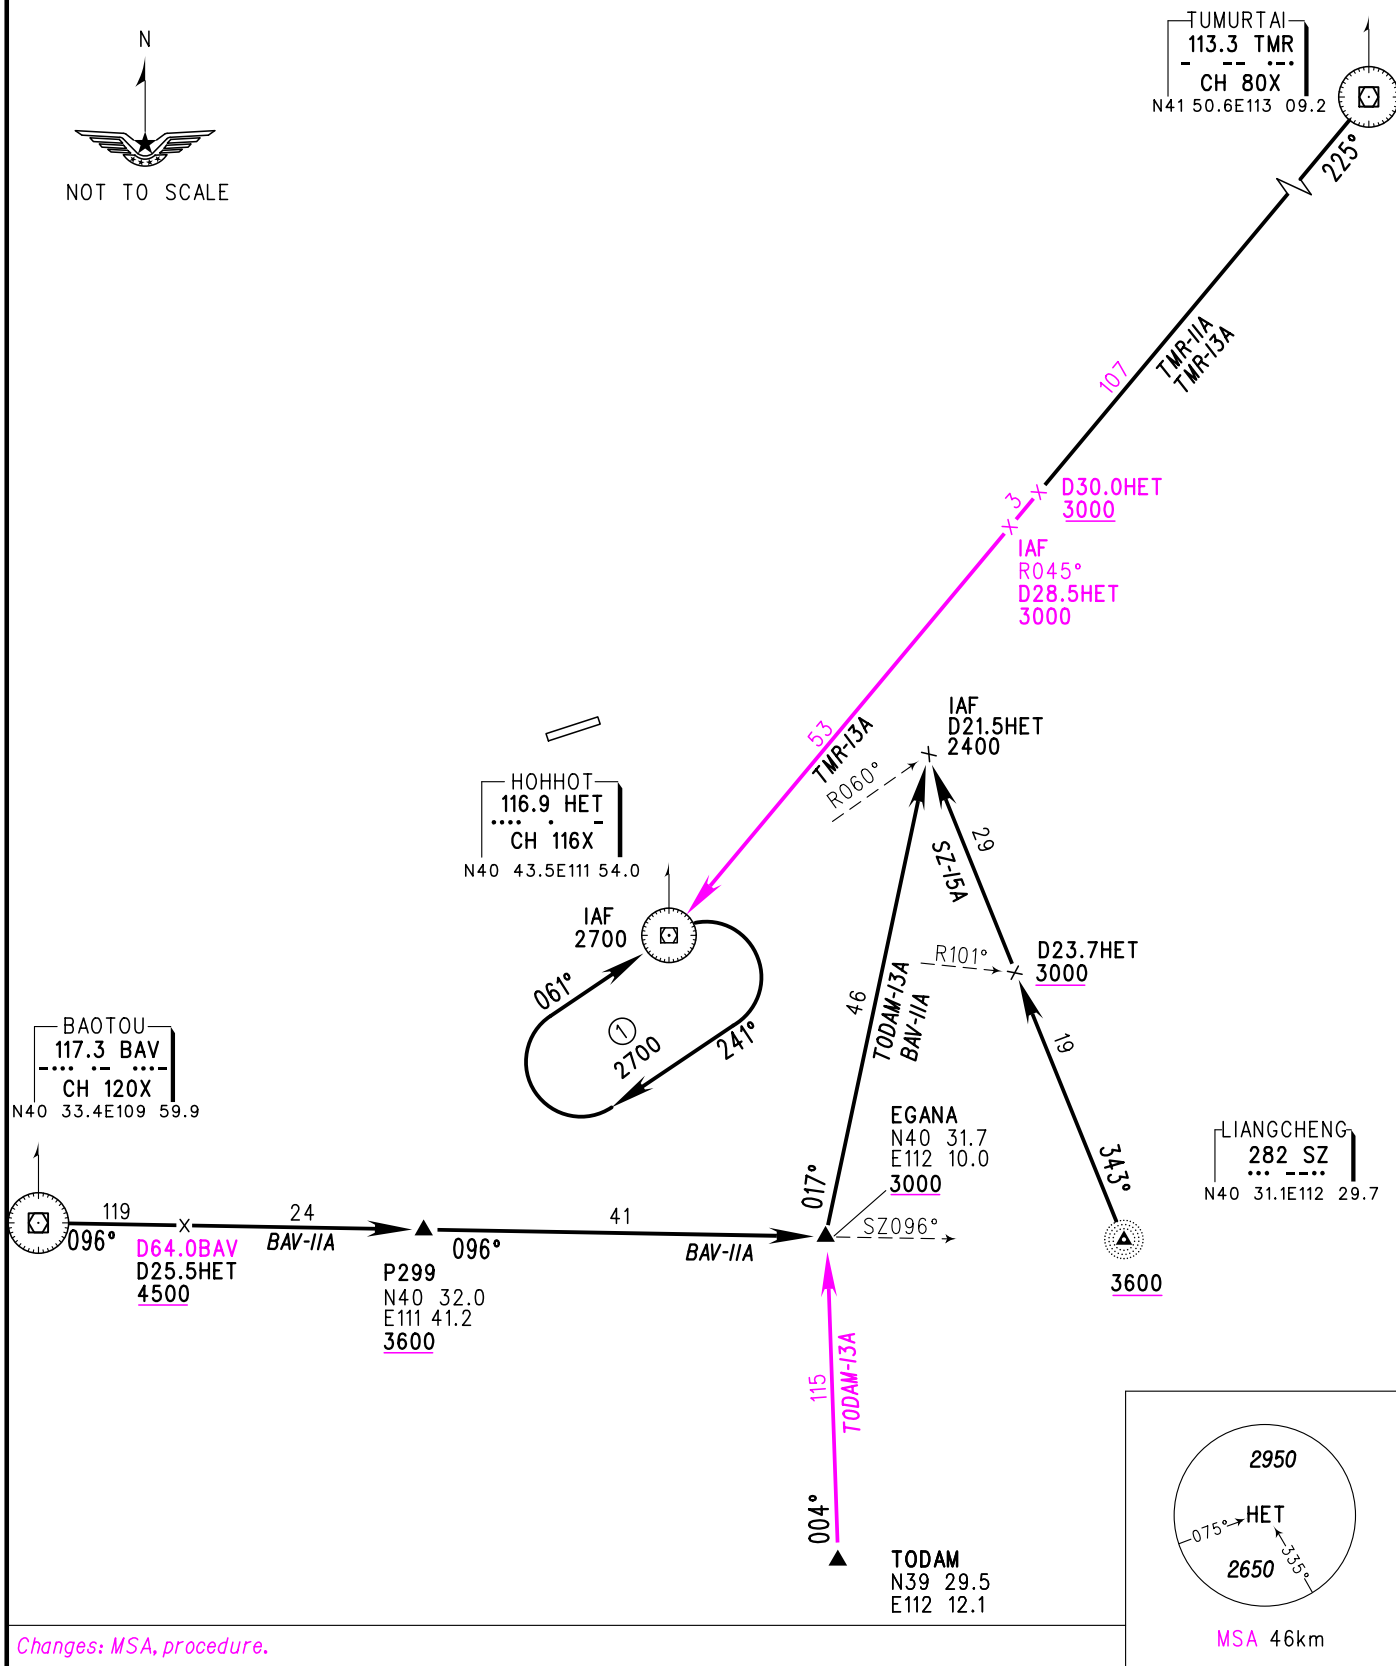 N
NOT TO SCALE
TUMURTAI
113.3 TMR
CH 80X
N41 50.6E113 09.2
225°
TMR-11A
TMR-13A
107
3
D30.0HET
3000
IAF
R045°
D28.5HET
3000
53
TMR-13A
R060°
IAF
D21.5HET
2400
HOHHOT
116.9 HET
CH 116X
N40 43.5E111 54.0
IAF
2700
061°
1
2700
241°
29
SZ-15A
R101°
D23.7HET
3000
46
TODAM-13A
BAV-11A
19
343°
BAOTOU
117.3 BAV
CH 120X
N40 33.4E109 59.9
EGANA
N40 31.7
E112 10.0
3000
LIANGCHENG
282 SZ
N40 31.1E112 29.7
3600
017°
SZ096°
119
096°
D64.0BAV
D25.5HET
4500
24
BAV-11A
P299
N40 32.0
E111 41.2
3600
096°
41
BAV-11A
115
TODAM-13A
004°
TODAM
N39 29.5
E112 12.1
2950
HET
075°
335°
2650
MSA 46km
Changes: MSA, procedure.